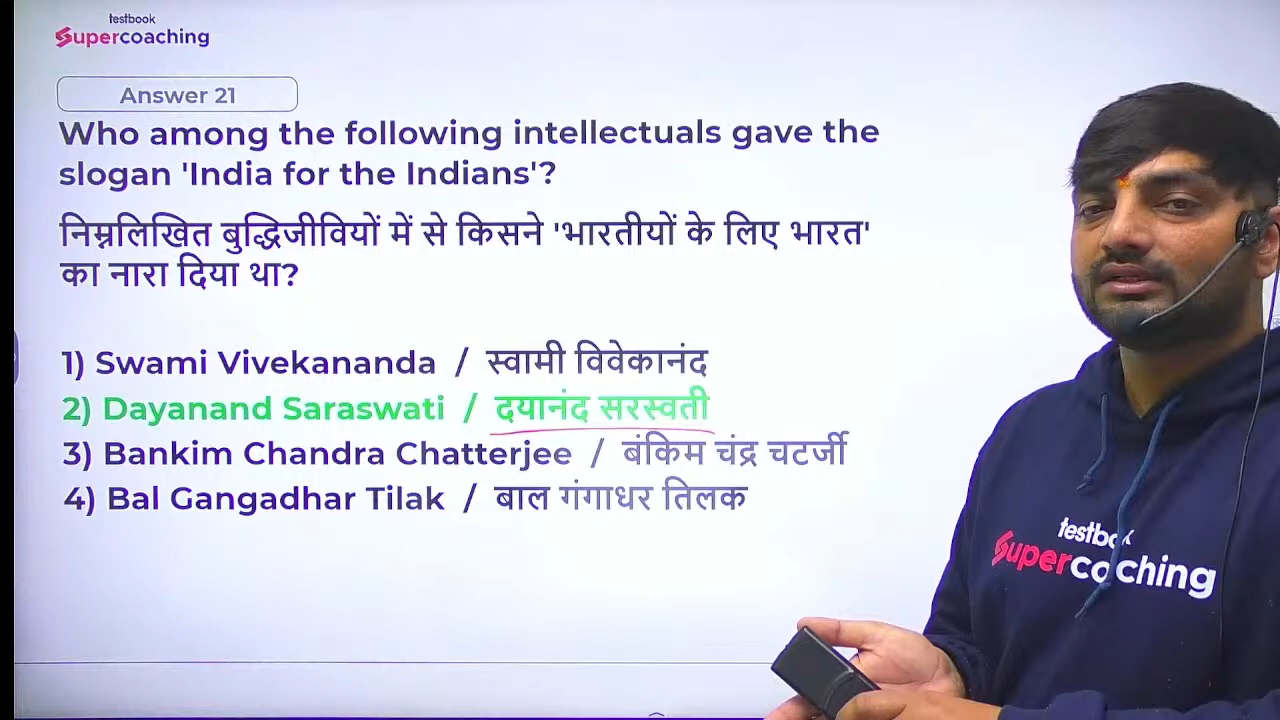 testbook
Supercoaching
Answer 21
Who among the following intellectuals gave the
slogan 'India for the Indians'?
निम्नलिखित बुद्धिजीवियों में से किसने 'भारतीयों के लिए भारत'
का नारा दिया था?
1) Swami Vivekananda / स्वामी विवेकानंद
2) Dayanand Saraswati / दयानंद सरस्वती
3) Bankim Chandra Chatterjee / बंकिम चंद्र चटर्जी
4) Bal Gangadhar Tilak / बाल गंगाधर तिलक
testbook
Supercoaching